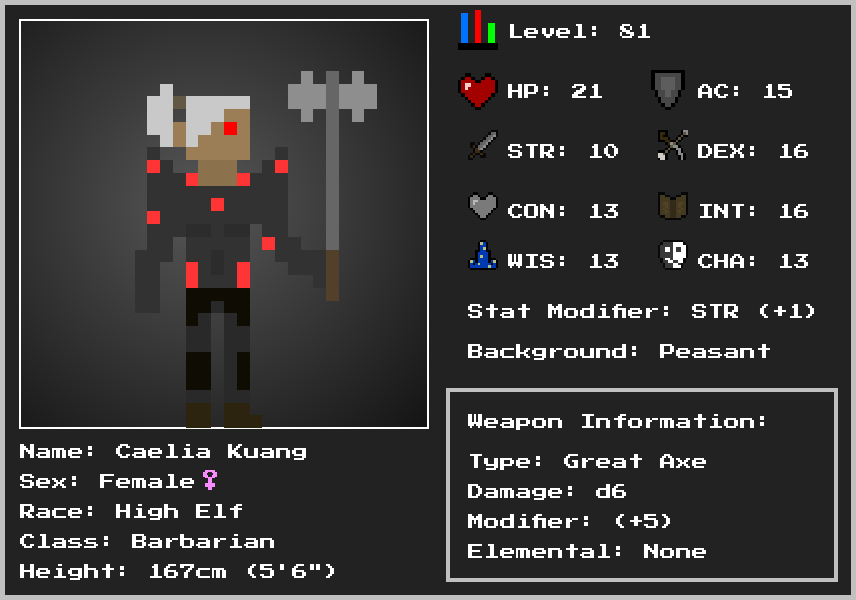 Level: 81
HP: 21
AC: 15
STR: 10
DEX: 16
CON: 13
INT: 16
WIS: 13
CHA: 13
Stat Modifier: STR (+1)
Background: Peasant
Weapon Information:
Type: Great Axe
Damage: d6
Modifier: (+5)
Elemental: None
Name: Caelia Kuang
Sex: Female♀
Race: High Elf
Class: Barbarian
Height: 167cm (5'6")